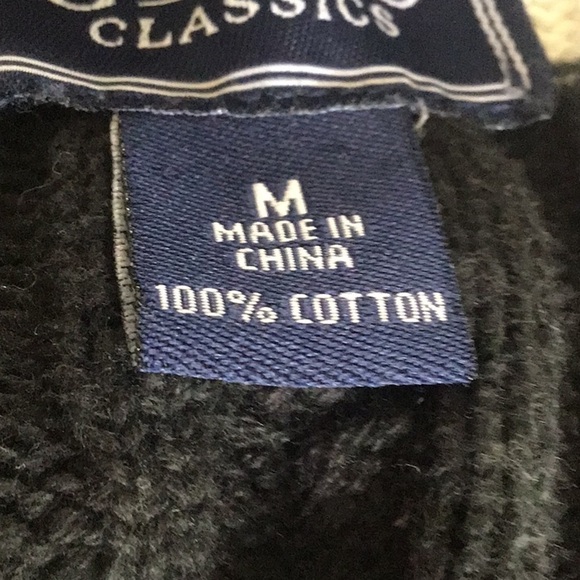 CLASSICS
M
MADE IN
CHINA
100% COTTON